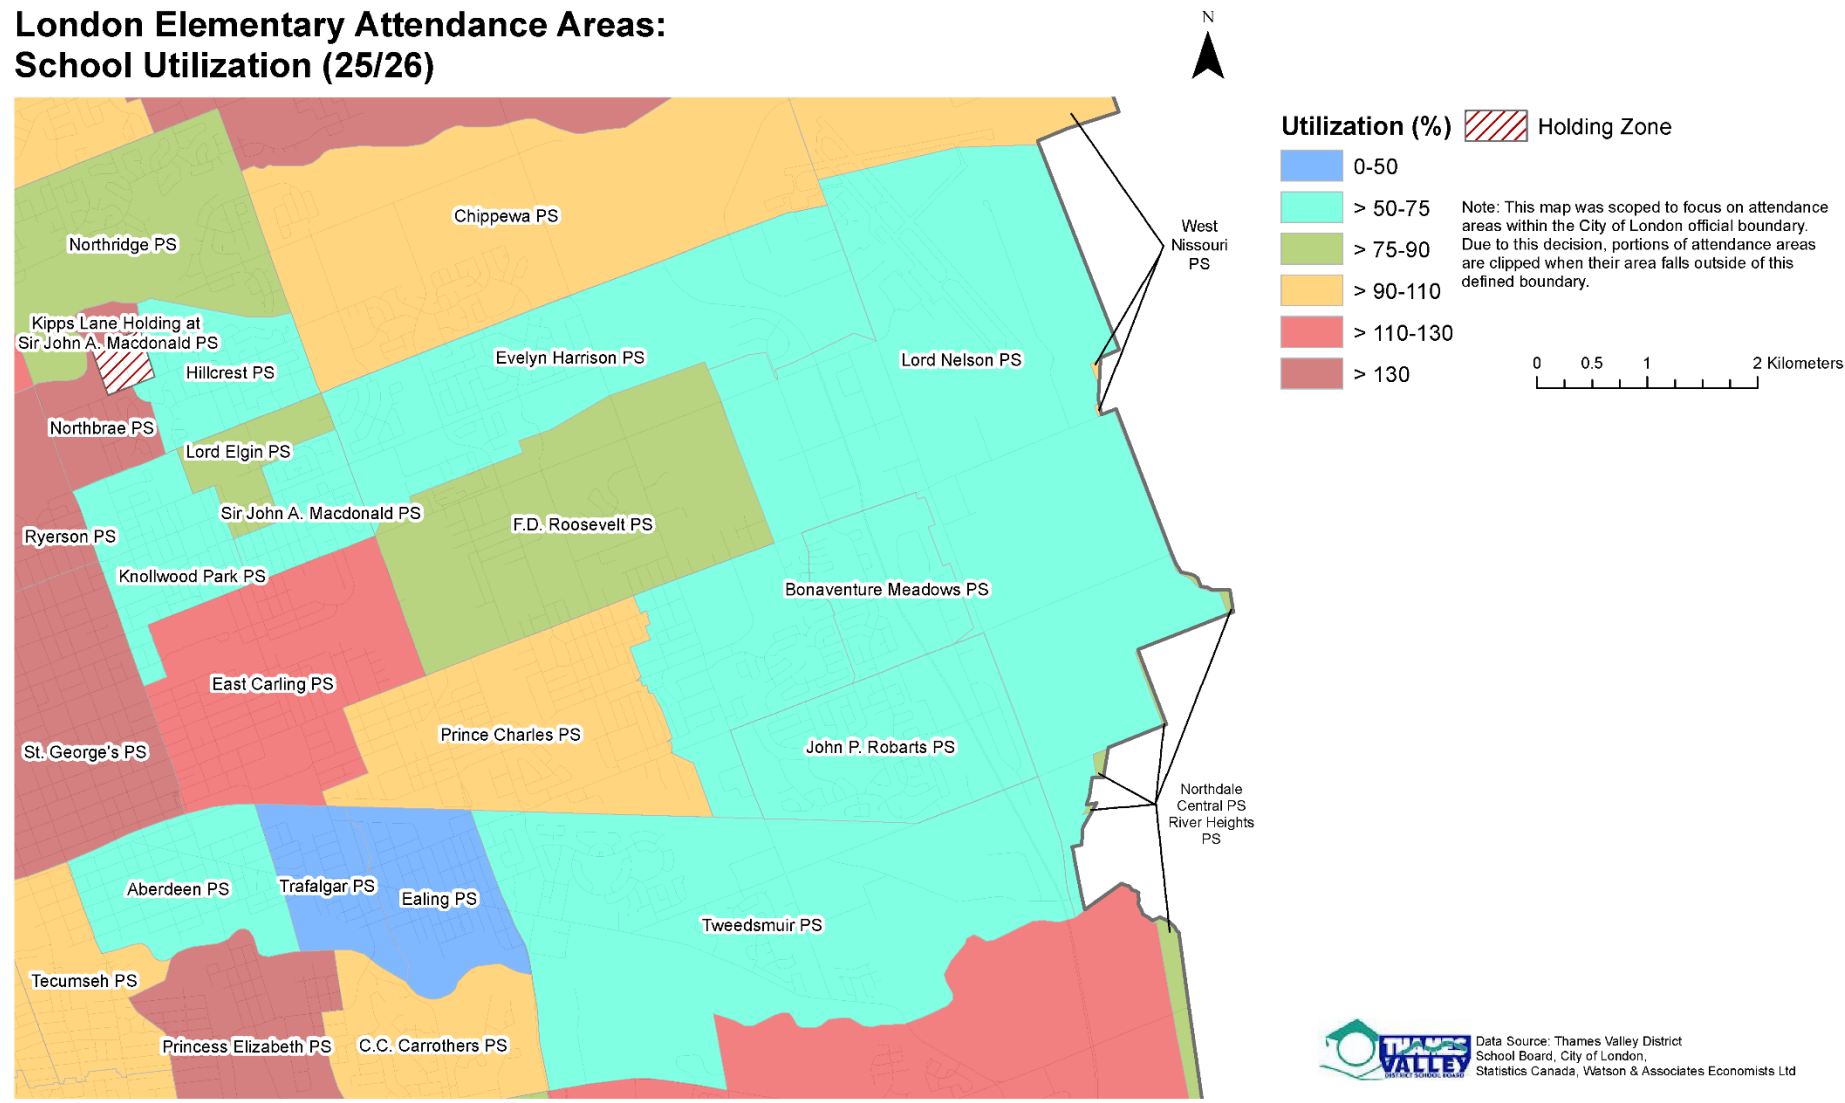 London Elementary Attendance Areas:
School Utilization (25/26)
N
Utilization (%)
Holding Zone
0-50
> 50-75
> 75-90
> 90-110
> 110-130
> 130
Note: This map was scoped to focus on attendance
areas within the City of London official boundary.
Due to this decision, portions of attendance areas
are clipped when their area falls outside of this
defined boundary.
0 0.5 1 2 Kilometers
Chippewa PS
Northridge PS
West
Nissouri
PS
Kipps Lane Holding at
Sir John A. Macdonald PS
Hillcrest PS
Evelyn Harrison PS
Lord Nelson PS
Northbrae PS
Lord Elgin PS
Sir John A. Macdonald PS
F.D. Roosevelt PS
Ryerson PS
Knollwood Park PS
Bonaventure Meadows PS
East Carling PS
Prince Charles PS
John P. Robarts PS
St. George's PS
Northdale
Central PS
River Heights
PS
Aberdeen PS
Trafalgar PS
Ealing PS
Tweedsmuir PS
Tecumseh PS
Princess Elizabeth PS
C.C. Carrothers PS
THAMES
VALLEY
DISTRICT SCHOOL BOARD
Data Source: Thames Valley District
School Board, City of London,
Statistics Canada, Watson & Associates Economists Ltd